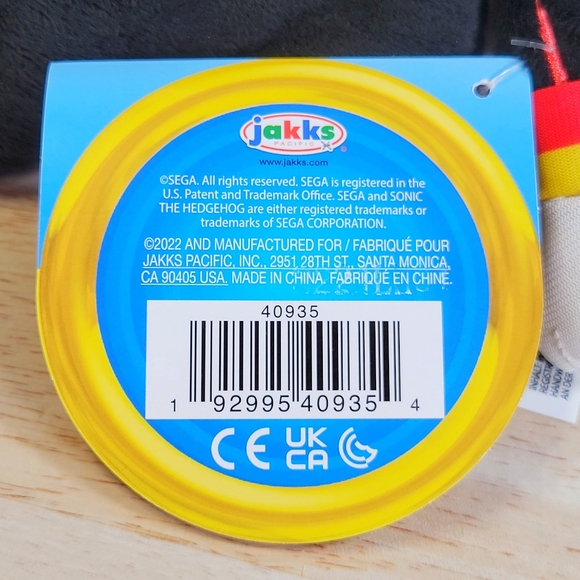 jakks
PACIFIC
®
www.jakks.com
©SEGA. All rights reserved. SEGA is registered in the
U.S. Patent and Trademark Office. SEGA and SONIC
THE HEDGEHOG are either registered trademarks or
trademarks of SEGA CORPORATION.
©2022 AND MANUFACTURED FOR / FABRIQUÉ POUR
JAKKS PACIFIC, INC., 2951 28TH ST., SANTA MONICA,
CA 90405 USA. MADE IN CHINA. FABRIQUÉ EN CHINE.
40935
1 92995 40935 4
CE UK
CA